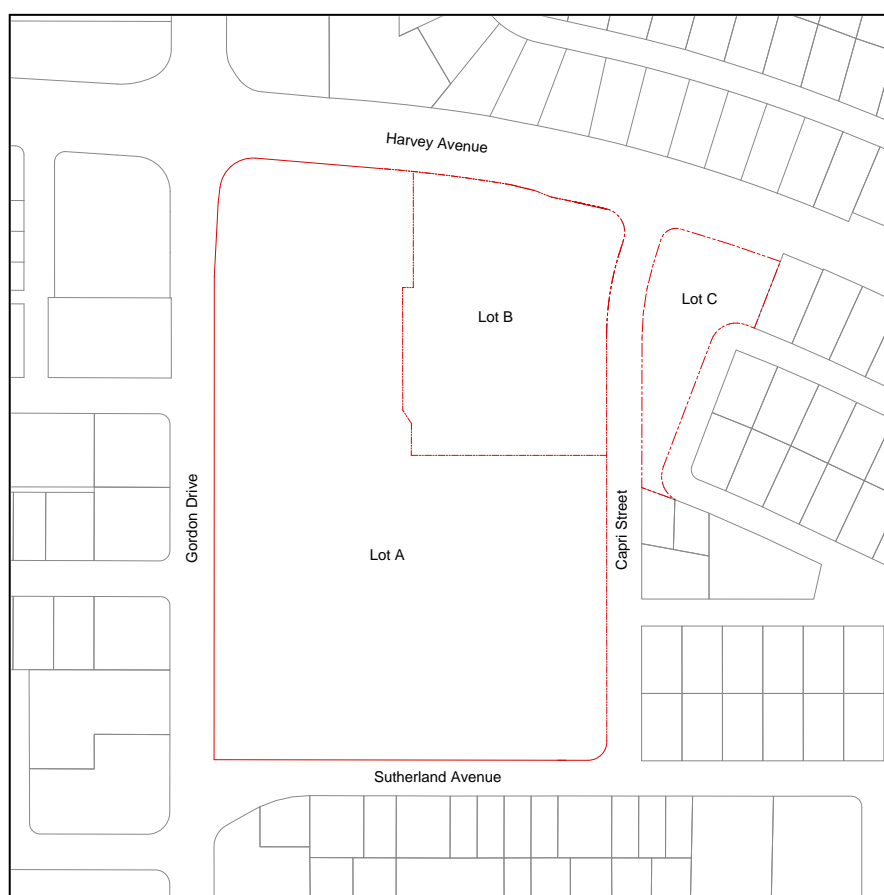 Harvey Avenue
Lot C
Lot B
Gordon Drive
Capri Street
Lot A
Sutherland Avenue